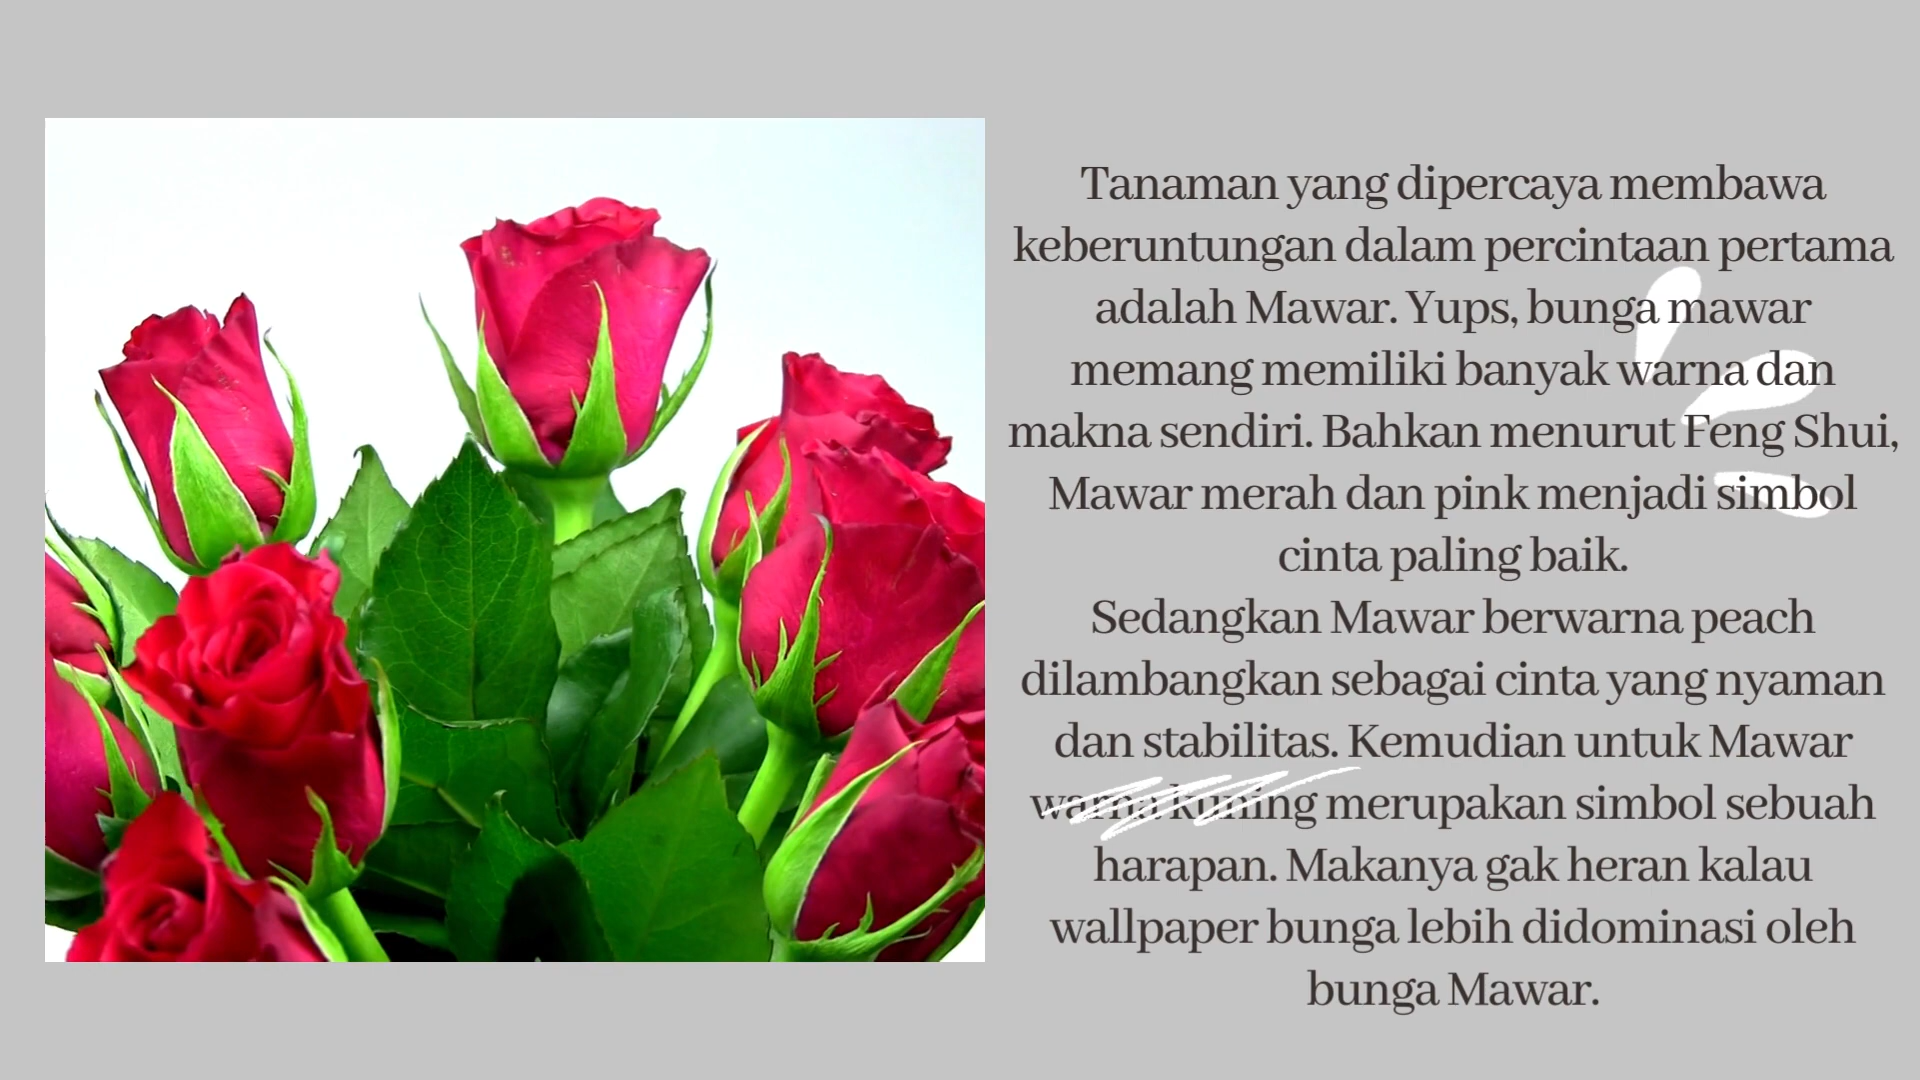 Tanaman yang dipercaya membawa
keberuntungan dalam percintaan pertama
adalah Mawar. Yups, bunga mawar
memang memiliki banyak warna dan
makna sendiri. Bahkan menurut Feng Shui,
Mawar merah dan pink menjadi simbol
cinta paling baik.
Sedangkan Mawar berwarna peach
dilambangkan sebagai cinta yang nyaman
dan stabilitas. Kemudian untuk Mawar
warna kuning merupakan simbol sebuah
harapan. Makanya gak heran kalau
wallpaper bunga lebih didominasi oleh
bunga Mawar.